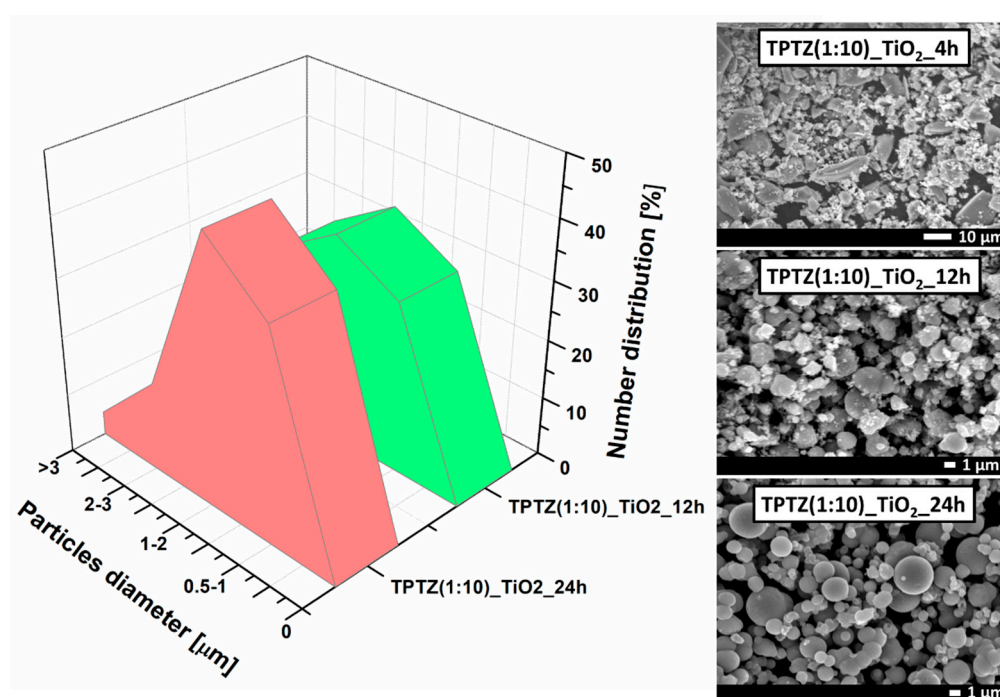 50
40
30
20
10
0
Number distribution [%]
>3
2-3
1-2
0.5-1
0
Particles diameter [μm]
TPTZ(1:10)_TiO2_12h
TPTZ(1:10)_TiO2_24h
TPTZ(1:10)_TiO₂_4h
10 μm
TPTZ(1:10)_TiO₂_12h
1 μm
TPTZ(1:10)_TiO₂_24h
1 μm